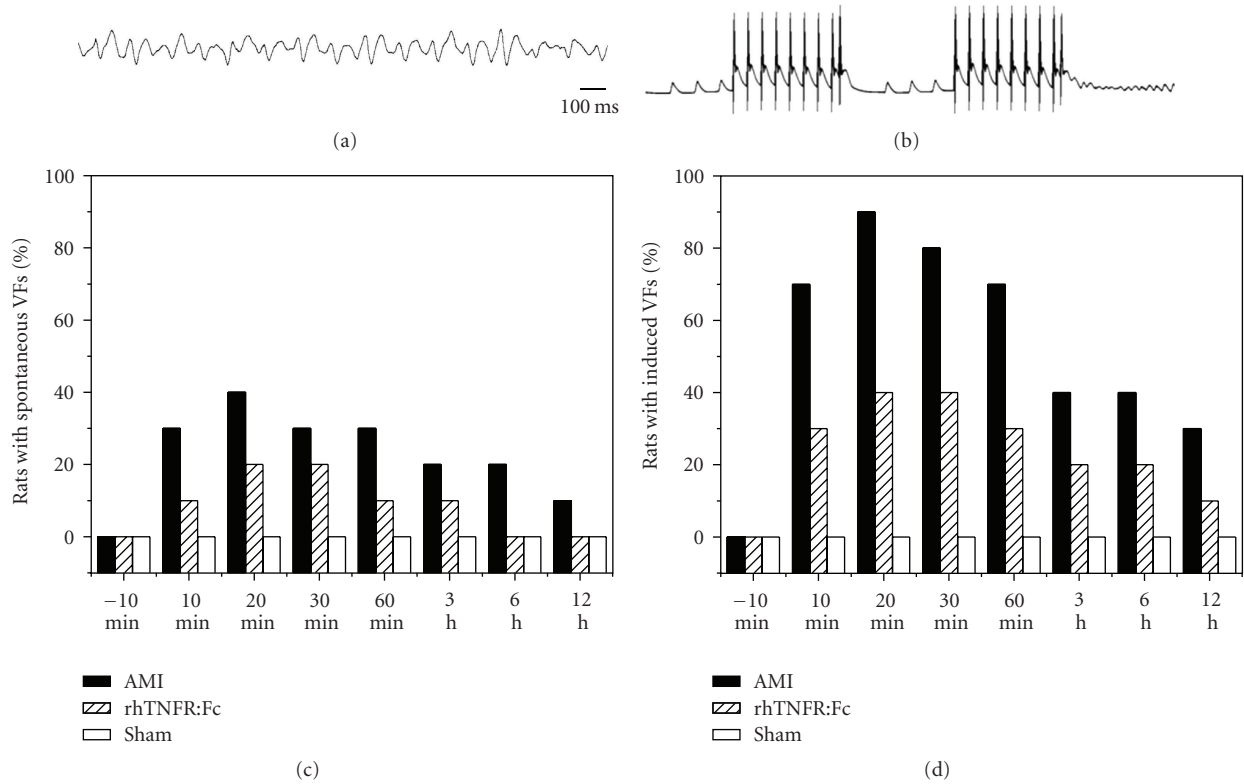 100 ms
(a)
(b)
Rats with spontaneous VFs (%)
100
80
60
40
20
0
−10 10 20 30 60 3 6 12
min min min min min h h h
AMI
rhTNFR:Fc
Sham
(c)
Rats with induced VFs (%)
100
80
60
40
20
0
−10 10 20 30 60 3 6 12
min min min min min h h h
AMI
rhTNFR:Fc
Sham
(d)